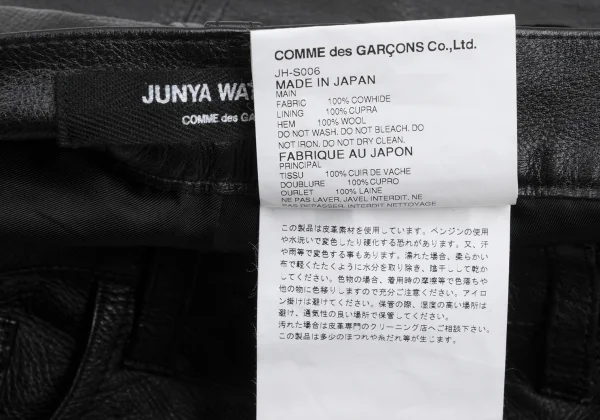 JUNYA
COMME des
COMME des GARÇONS Co.,Ltd.
JH-S006
MADE IN JAPAN
MAIN
FABRIC 100% COWHIDE
LINING 100% CUPRA
HEM 100% WOOL
DO NOT WASH. DO NOT BLEACH. DO
NOT IRON. DO NOT DRY CLEAN.
FABRIQUE AU JAPON
PRINCIPAL
TISSU 100% CUIR DE VACHE
DOUBLURE 100% CUPRO
OURLET 100% LAINE
NE PAS LAVER, JAVEL INTERDIT, NE
PAS REPASSER, INTERDIT NETTOYAGE
この製品は皮革素材を使用しています。ベンジンの使用
や水洗いで変色したり硬化する恐れがあります。又、汗
や雨等で変色する事もあります。濡れた場合、柔らかい
布で軽くたたくように水分を取り除き、陰干しして乾か
してください。色物の場合、着用時の摩擦等で色落ちや
他の物に色移りしますので充分ご注意ください。アイロ
ン掛けは避けてください。保管の際、湿度の高い場所は
避け、通気性の良い場所で保管してください。
汚れた場合は皮革専門のクリーニング店へご相談下さい。
この製品は多少のほつれや糸だれ等が生じます。